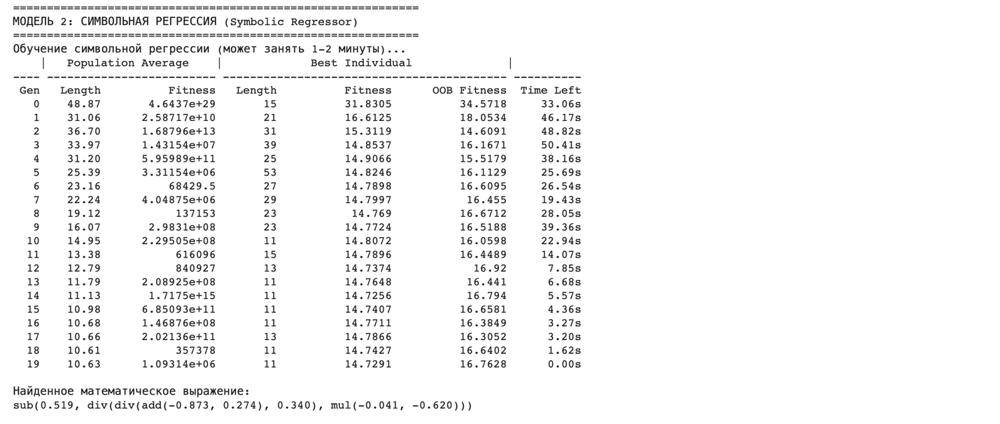 ============================================================
МОДЕЛЬ 2: СИМВОЛЬНАЯ РЕГРЕССИЯ (Symbolic Regressor)
============================================================
Обучение символьной регрессии (может занять 1-2 минуты)...
    |   Population Average    |             Best Individual              |
---- ------------------------- ------------------------------------------ ----------
 Gen   Length          Fitness   Length          Fitness      OOB Fitness  Time Left
   0    48.87       4.6437e+29       15          31.8305          34.5718     33.06s
   1    31.06      2.58717e+10       21          16.6125          18.0534     46.17s
   2    36.70      1.68796e+13       31          15.3119          14.6091     48.82s
   3    33.97      1.43154e+07       39          14.8537          16.1671     50.41s
   4    31.20      5.95989e+11       25          14.9066          15.5179     38.16s
   5    25.39      3.31154e+06       53          14.8246          16.1129     25.69s
   6    23.16          68429.5       27          14.7898          16.6095     26.54s
   7    22.24      4.04875e+06       29          14.7997           16.455     19.43s
   8    19.12           137153       23           14.769          16.6712     28.05s
   9    16.07       2.9831e+08       23          14.7724          16.5188     39.36s
  10    14.95      2.29505e+08       11          14.8072          16.0598     22.94s
  11    13.38           616096       15          14.7896          16.4489     14.07s
  12    12.79           840927       13          14.7374            16.92      7.85s
  13    11.79      2.08925e+08       11          14.7648           16.441      6.68s
  14    11.13       1.7175e+15       11          14.7256           16.794      5.57s
  15    10.98      6.85093e+11       11          14.7407          16.6581      4.36s
  16    10.68      1.46876e+08       11          14.7711          16.3849      3.27s
  17    10.66      2.02136e+11       13          14.7866          16.3052      3.20s
  18    10.61           357378       11          14.7427          16.6402      1.62s
  19    10.63      1.09314e+06       11          14.7291          16.7628      0.00s
Найденное математическое выражение:
sub(0.519, div(div(add(-0.873, 0.274), 0.340), mul(-0.041, -0.620)))